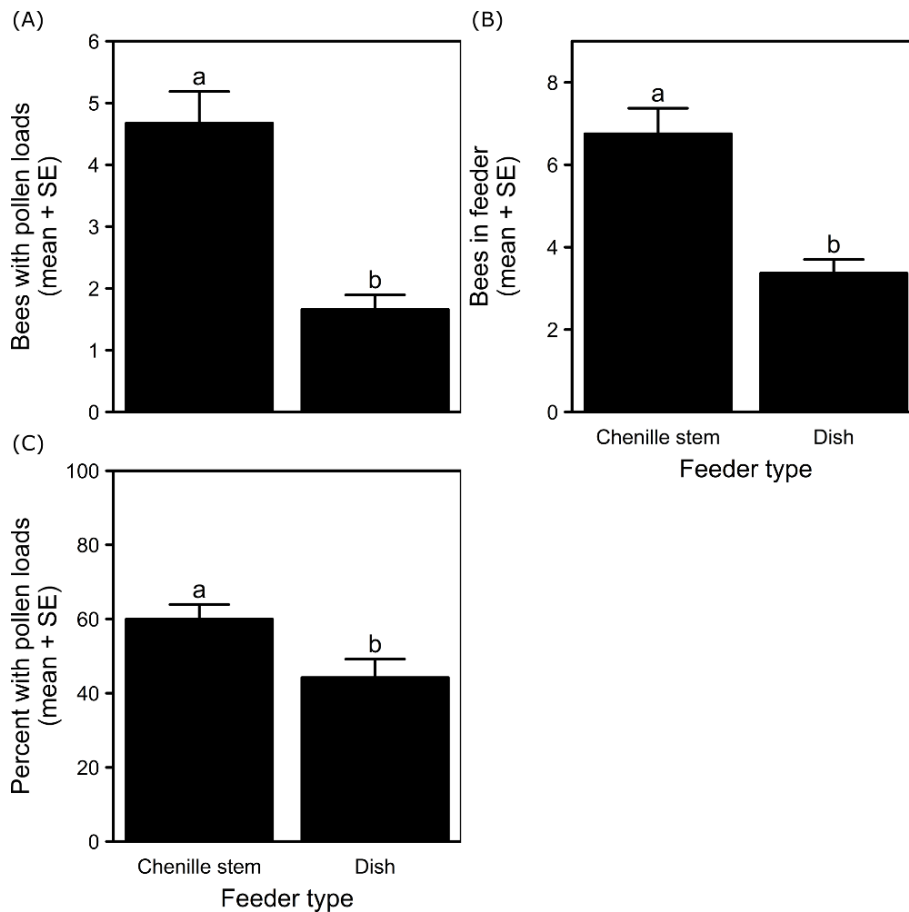 (A)
Bees with pollen loads
(mean + SE)
6
5
4
3
2
1
0
a
b
(B)
Bees in feeder
(mean + SE)
8
6
4
2
0
a
b
Chenille stem Dish
Feeder type
(C)
Percent with pollen loads
(mean + SE)
100
80
60
40
20
0
a
b
Chenille stem Dish
Feeder type